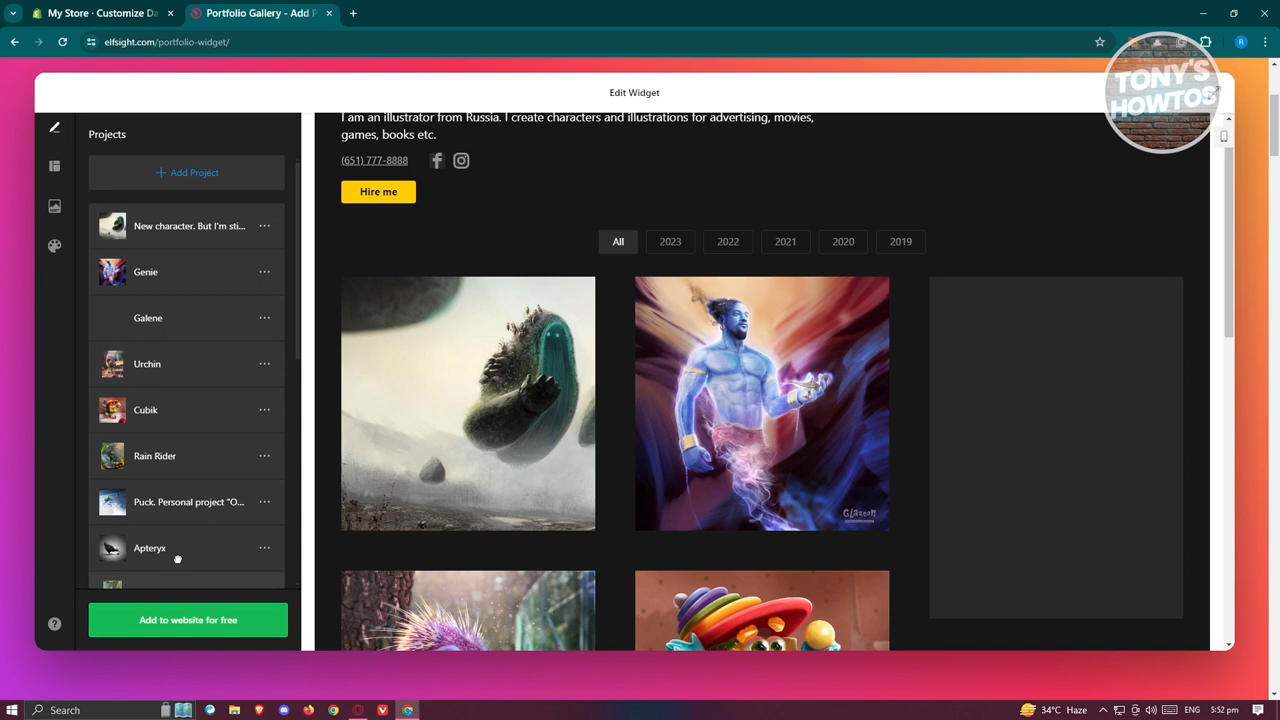 My Store · Customize Da
Portfolio Gallery - Add P
elfsight.com/portfolio-widget/
R
TONY'S
HOWTOS
Edit Widget
Projects
Add Project
New character. But I'm sti...
Genie
Galene
Urchin
Cubik
Rain Rider
Puck. Personal project "O...
Apteryx
Add to website for free
I am an illustrator from Russia. I create characters and illustrations for advertising, movies,
games, books etc.
(651) 777-8888
Hire me
All
2023
2022
2021
2020
2019
Glazeon
Search
34°C Haze
ENG
5:52 pm